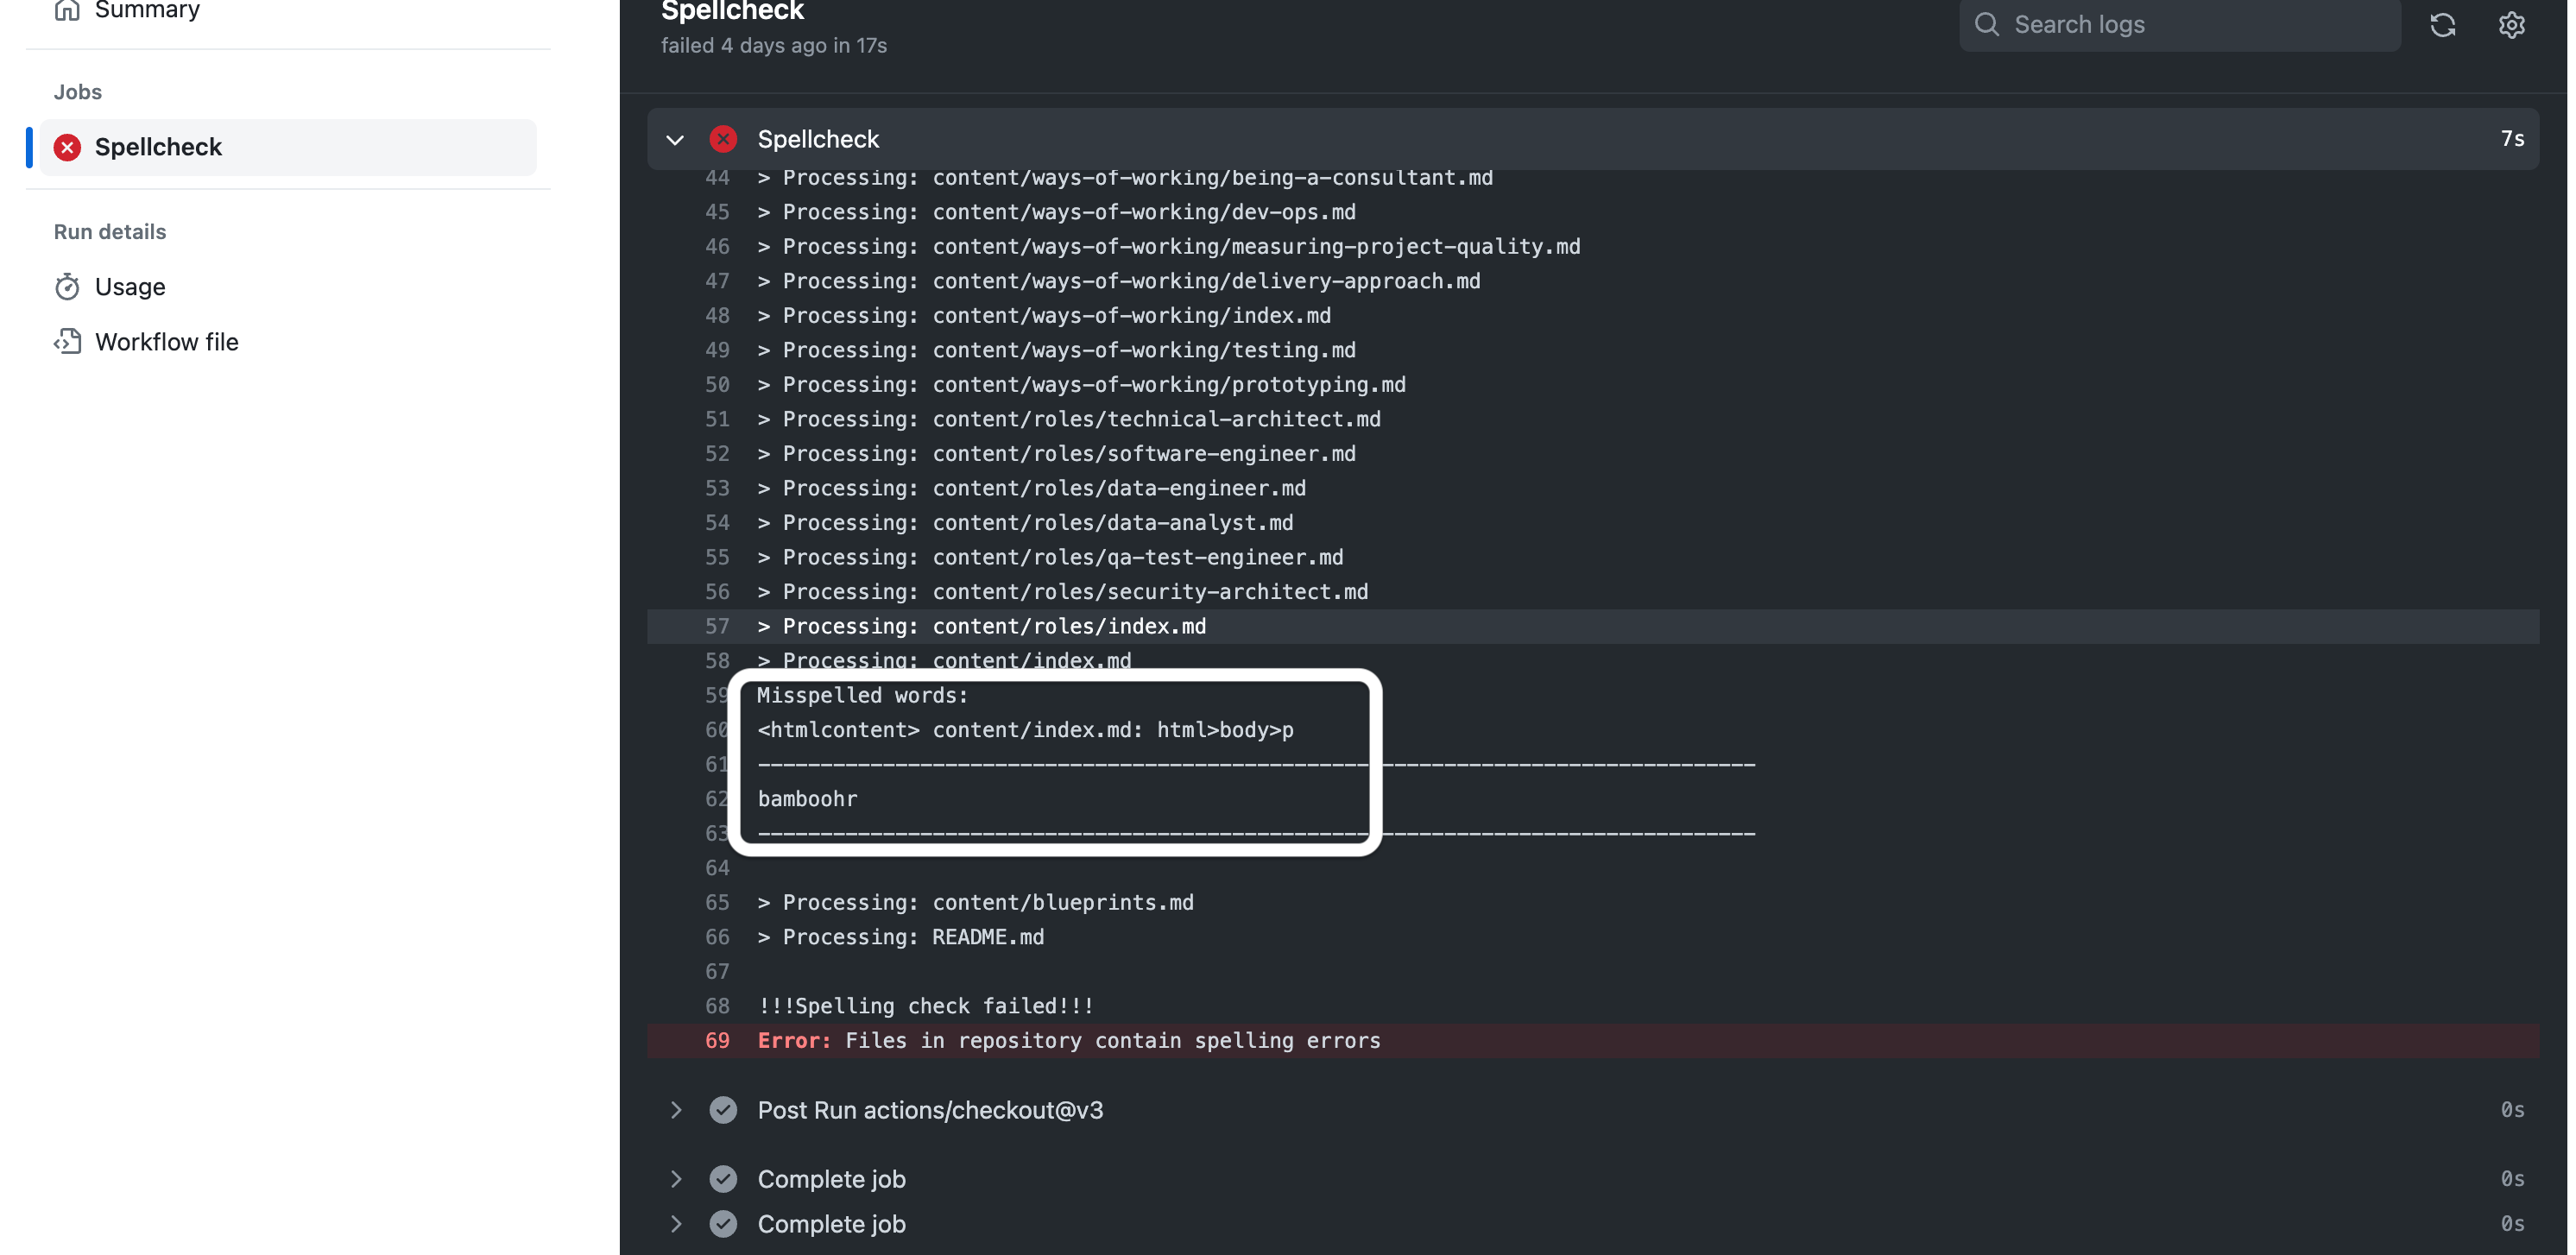 Summary
Jobs
Spellcheck
Run details
Usage
Workflow file
Spellcheck
failed 4 days ago in 17s
Search logs
Spellcheck 7s
44 > Processing: content/ways-of-working/being-a-consultant.md
45 > Processing: content/ways-of-working/dev-ops.md
46 > Processing: content/ways-of-working/measuring-project-quality.md
47 > Processing: content/ways-of-working/delivery-approach.md
48 > Processing: content/ways-of-working/index.md
49 > Processing: content/ways-of-working/testing.md
50 > Processing: content/ways-of-working/prototyping.md
51 > Processing: content/roles/technical-architect.md
52 > Processing: content/roles/software-engineer.md
53 > Processing: content/roles/data-engineer.md
54 > Processing: content/roles/data-analyst.md
55 > Processing: content/roles/qa-test-engineer.md
56 > Processing: content/roles/security-architect.md
57 > Processing: content/roles/index.md
58 > Processing: content/index.md
59 Misspelled words:
60 <htmlcontent> content/index.md: html>body>p
61 --------------------------------------------------------------------------------
62 bamboohr
63 --------------------------------------------------------------------------------
64
65 > Processing: content/blueprints.md
66 > Processing: README.md
67
68 !!!Spelling check failed!!!
69 Error: Files in repository contain spelling errors
Post Run actions/checkout@v3 0s
Complete job 0s
Complete job 0s